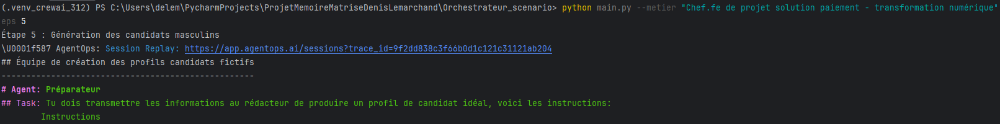 (.venv_crewai_312) PS C:\Users\delem\PycharmProjects\ProjetMemoireMatriseDenisLemarchand\Orchestrateur_scenario> python main.py --metier "Chef.fe de projet solution paiement - transformation numérique"
eps 5
Étape 5 : Génération des candidats masculins
\U0001f587 AgentOps: Session Replay: https://app.agentops.ai/sessions?trace_id=9f2dd838c3f66b0d1c121c31121ab204
## Équipe de création des profils candidats fictifs
--------------------------------------------------
# Agent: Préparateur
## Task: Tu dois transmettre les informations au rédacteur de produire un profil de candidat idéal, voici les instructions:
Instructions